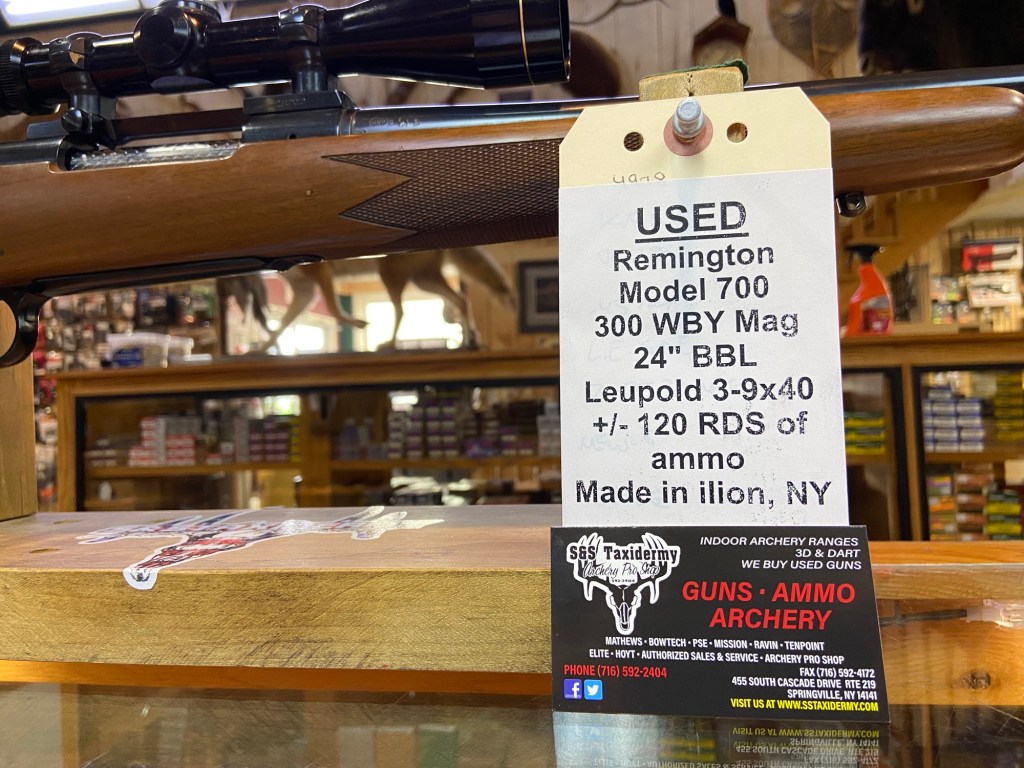 USED
Remington
Model 700
300 WBY Mag
24" BBL
Leupold 3-9x40
+/- 120 RDS of
ammo
Made in ilion, NY
S&S Taxidermy
Archery Pro Shop
592-2404
INDOOR ARCHERY RANGES
3D & DART
WE BUY USED GUNS
GUNS · AMMO
ARCHERY
MATHEWS · BOWTECH · PSE · MISSION · RAVIN · TENPOINT
ELITE · HOYT · AUTHORIZED SALES & SERVICE · ARCHERY PRO SHOP
PHONE (716) 592-2404
FAX (716) 592-4172
455 SOUTH CASCADE DRIVE RTE 219
SPRINGVILLE, NY 14141
VISIT US AT WWW.SSTAXIDERMY.COM